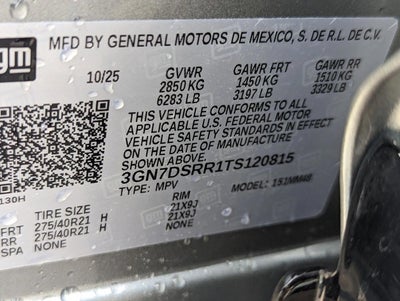 gm
MFD BY GENERAL MOTORS DE MEXICO, S. DE R.L. DE C.V.
10/25 GVWR GAWR FRT GAWR RR
2850 KG 1450 KG 1510 KG
6283 LB 3197 LB 3329 LB
THIS VEHICLE CONFORMS TO ALL
APPLICABLE U.S. FEDERAL MOTOR
VEHICLE SAFETY STANDARDS IN EFFECT
ON THE DATE OF MANUFACTURE
3GN7DSRR1TS120815
TYPE: MPV MODEL: 151MM48
130H
TIRE SIZE RIM
FRT 275/40R21 H 21X9J
RR 275/40R21 H 21X9J
SPA NONE NONE